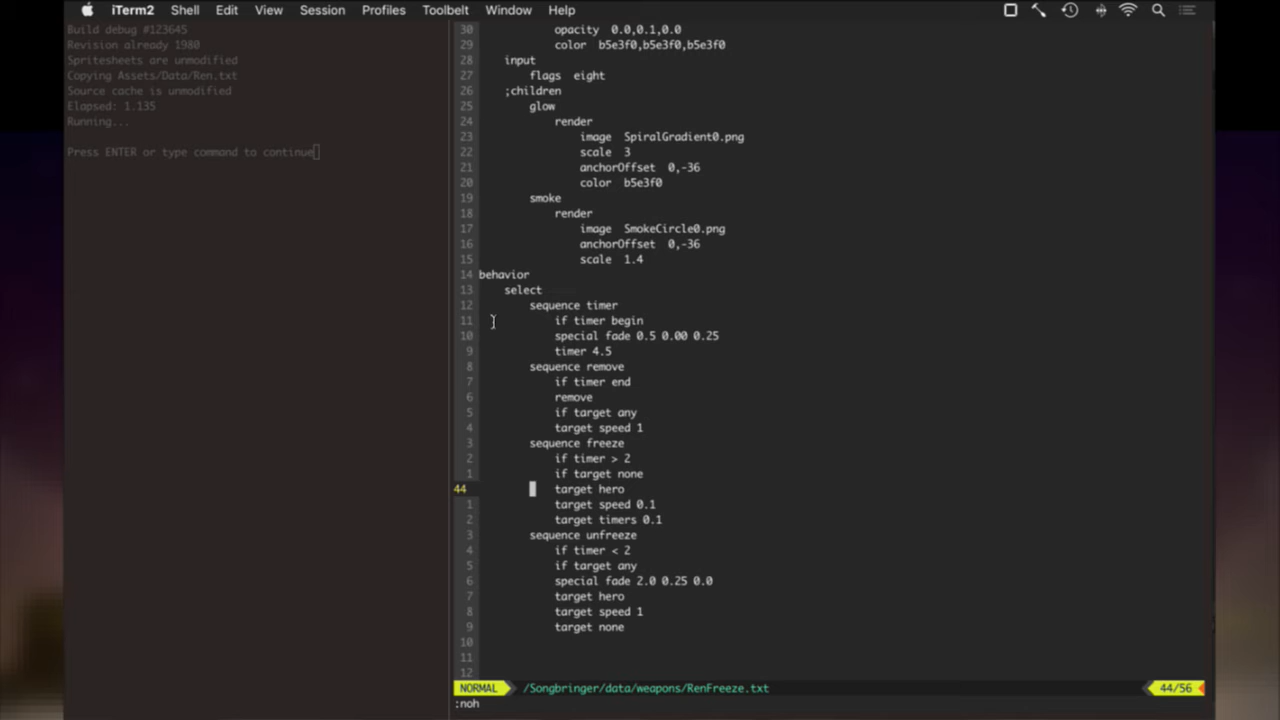 iTerm2 Shell Edit View Session Profiles Toolbelt Window Help
Build debug #123645
Revision already 1980
Spritesheets are unmodified
Copying Assets/Data/Ren.txt
Source cache is unmodified
Elapsed: 1.135
Running...
Press ENTER or type command to continue
30 opacity 0.0,0.1,0.0
29 color b5e3f0,b5e3f0,b5e3f0
28 input
27 flags eight
26 ;children
25 glow
24 render
23 image SpiralGradient0.png
22 scale 3
21 anchorOffset 0,-36
20 color b5e3f0
19 smoke
18 render
17 image SmokeCircle0.png
16 anchorOffset 0,-36
15 scale 1.4
14 behavior
13 select
12 sequence timer
11 if timer begin
10 special fade 0.5 0.00 0.25
9 timer 4.5
8 sequence remove
7 if timer end
6 remove
5 if target any
4 target speed 1
3 sequence freeze
2 if timer > 2
1 if target none
44 target hero
1 target speed 0.1
2 target timers 0.1
3 sequence unfreeze
4 if timer < 2
5 if target any
6 special fade 2.0 0.25 0.0
7 target hero
8 target speed 1
9 target none
10
11
12
NORMAL /Songbringer/data/weapons/RenFreeze.txt 44/56
:noh